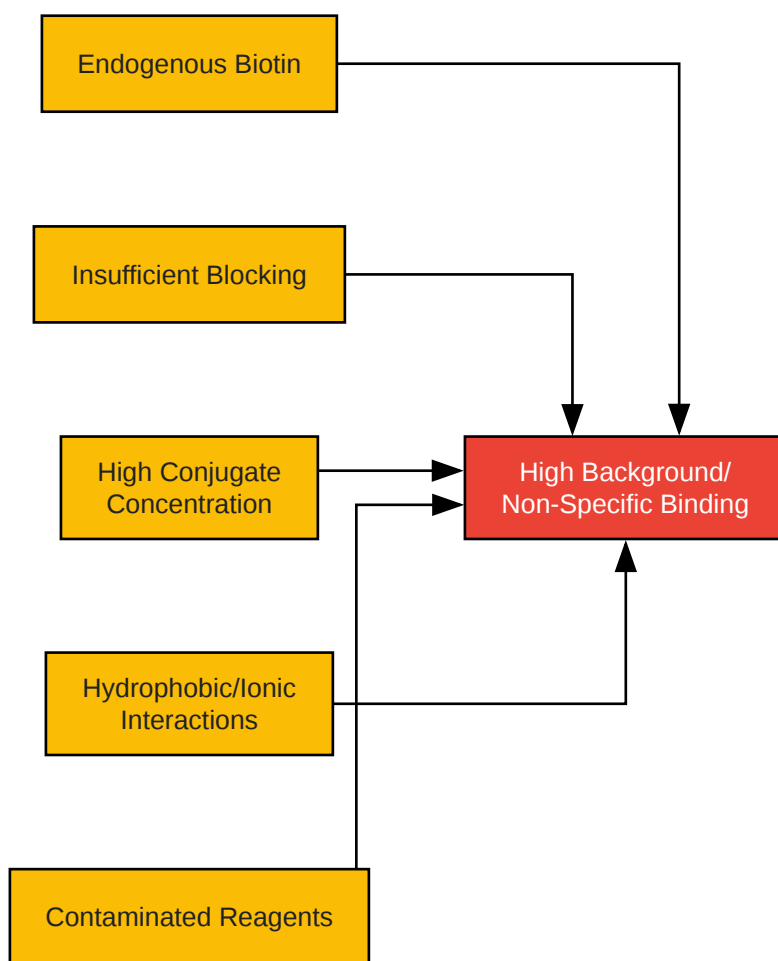 Endogenous Biotin
Insufficient Blocking
High Conjugate
Concentration
High Background/
Non-Specific Binding
Hydrophobic/Ionic
Interactions
Contaminated Reagents